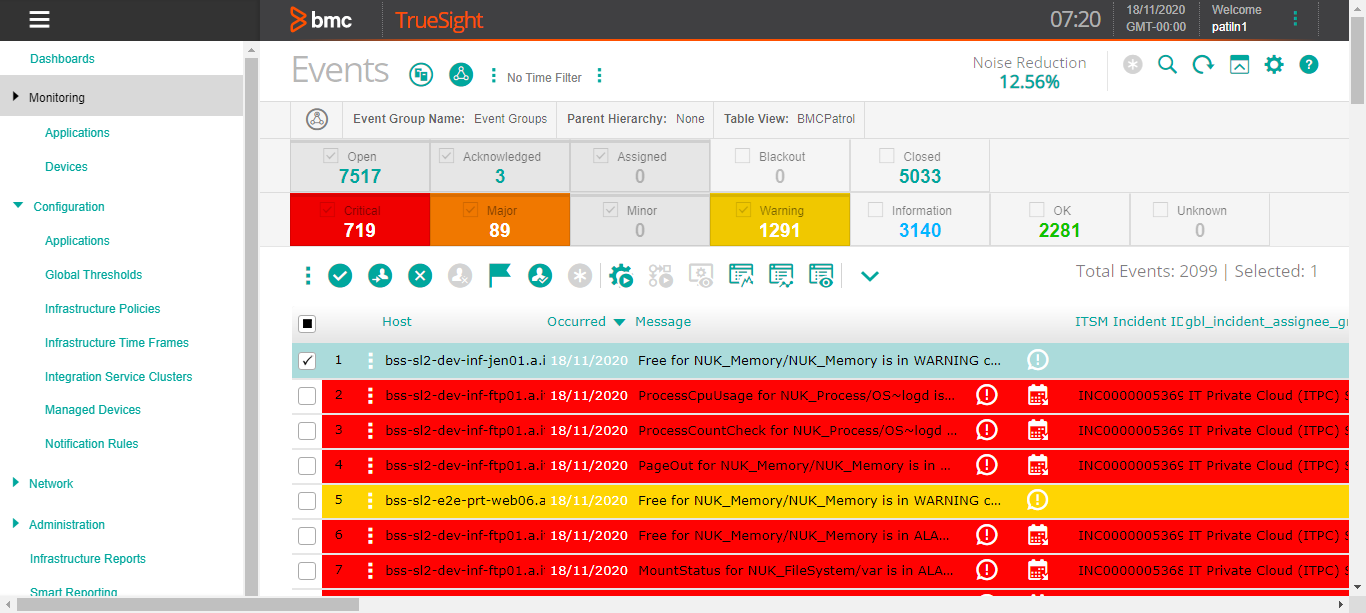 bmc TrueSight 07:20 18/11/2020 Welcome
GMT-00:00 patiln1
Dashboards
Monitoring
Applications
Devices
Configuration
Applications
Global Thresholds
Infrastructure Policies
Infrastructure Time Frames
Integration Service Clusters
Managed Devices
Notification Rules
Network
Administration
Infrastructure Reports
Smart Reporting
Events No Time Filter Noise Reduction
12.56%
Event Group Name: Event Groups Parent Hierarchy: None Table View: BMCPatrol
Open Acknowledged Assigned Blackout Closed
7517 3 0 0 5033
Critical Major Minor Warning Information OK Unknown
719 89 0 1291 3140 2281 0
Total Events: 2099 | Selected: 1
Host Occurred Message ITSM Incident ID gbl_incident_assignee_gr
1 bss-sl2-dev-inf-jen01.a.i 18/11/2020 Free for NUK_Memory/NUK_Memory is in WARNING c...
2 bss-sl2-dev-inf-ftp01.a.i 18/11/2020 ProcessCpuUsage for NUK_Process/OS~logd is... INC0000005369 IT Private Cloud (ITPC) S
3 bss-sl2-dev-inf-ftp01.a.i 18/11/2020 ProcessCountCheck for NUK_Process/OS~logd ... INC0000005369 IT Private Cloud (ITPC) S
4 bss-sl2-dev-inf-ftp01.a.i 18/11/2020 PageOut for NUK_Memory/NUK_Memory is in ... INC0000005369 IT Private Cloud (ITPC) S
5 bss-sl2-e2e-prt-web06.a 18/11/2020 Free for NUK_Memory/NUK_Memory is in WARNING c...
6 bss-sl2-dev-inf-ftp01.a.i 18/11/2020 Free for NUK_Memory/NUK_Memory is in ALA... INC0000005369 IT Private Cloud (ITPC) S
7 bss-sl2-dev-inf-ftp01.a.i 18/11/2020 MountStatus for NUK_FileSystem/var is in ALA... INC0000005368 IT Private Cloud (ITPC) S